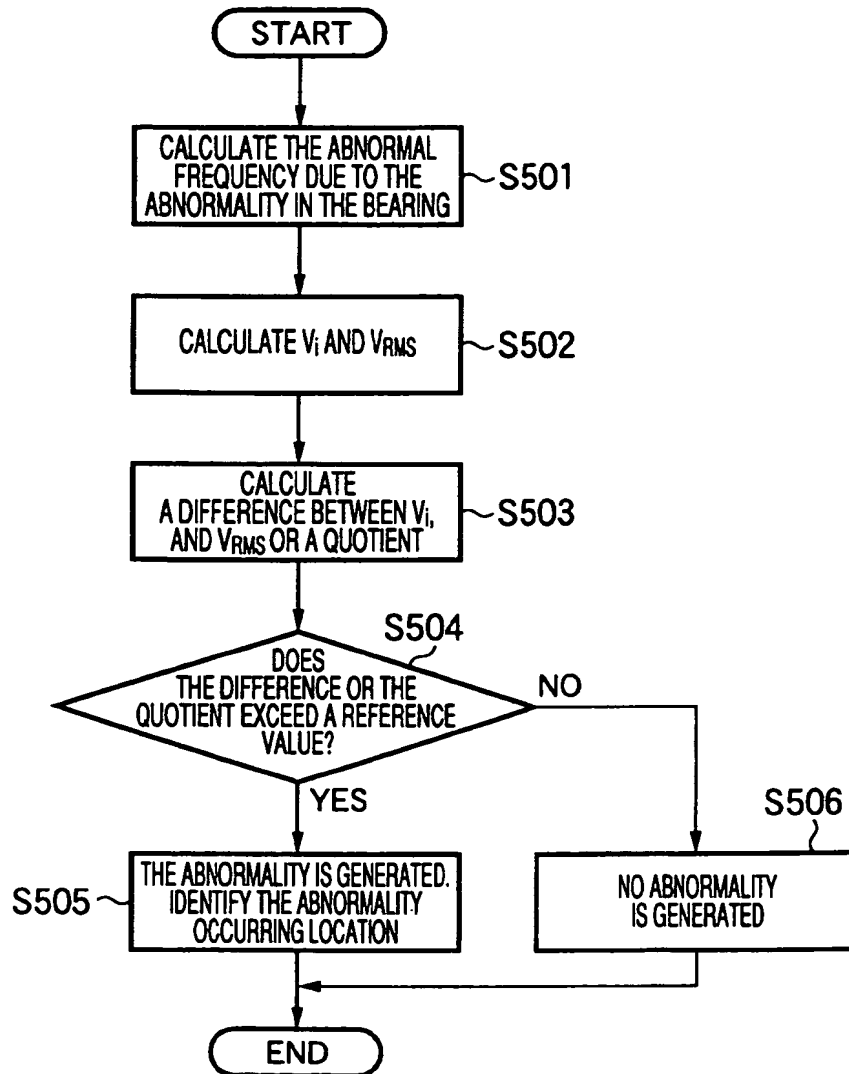 START
CALCULATE THE ABNORMAL
FREQUENCY DUE TO THE
ABNORMALITY IN THE BEARING
S501
CALCULATE Vi AND VRMS
S502
CALCULATE
A DIFFERENCE BETWEEN Vi,
AND VRMS OR A QUOTIENT
S503
S504
DOES
THE DIFFERENCE OR THE
QUOTIENT EXCEED A REFERENCE
VALUE?
NO
YES
S506
S505
THE ABNORMALITY IS GENERATED.
IDENTIFY THE ABNORMALITY
OCCURRING LOCATION
NO ABNORMALITY
IS GENERATED
END